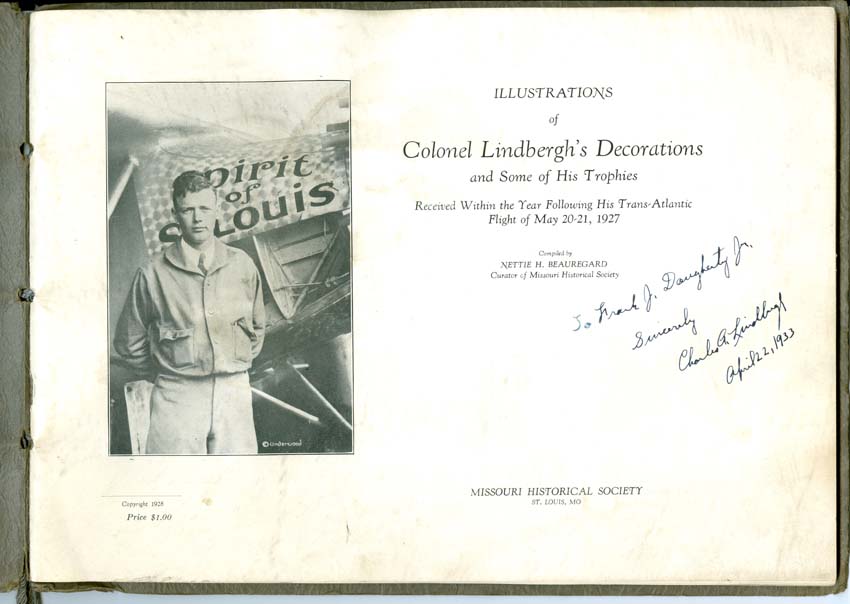 Spirit
of
St. Louis
©Underwood
Copyright 1928
Price $1.00
ILLUSTRATIONS
of
Colonel Lindbergh's Decorations
and Some of His Trophies
Received Within the Year Following His Trans-Atlantic
Flight of May 20-21, 1927
Compiled by
NETTIE H. BEAUREGARD
Curator of Missouri Historical Society
To Frank J. Daugherty Jr.
Sincerely
Charles A. Lindbergh
April 22, 1933
MISSOURI HISTORICAL SOCIETY
ST. LOUIS, MO